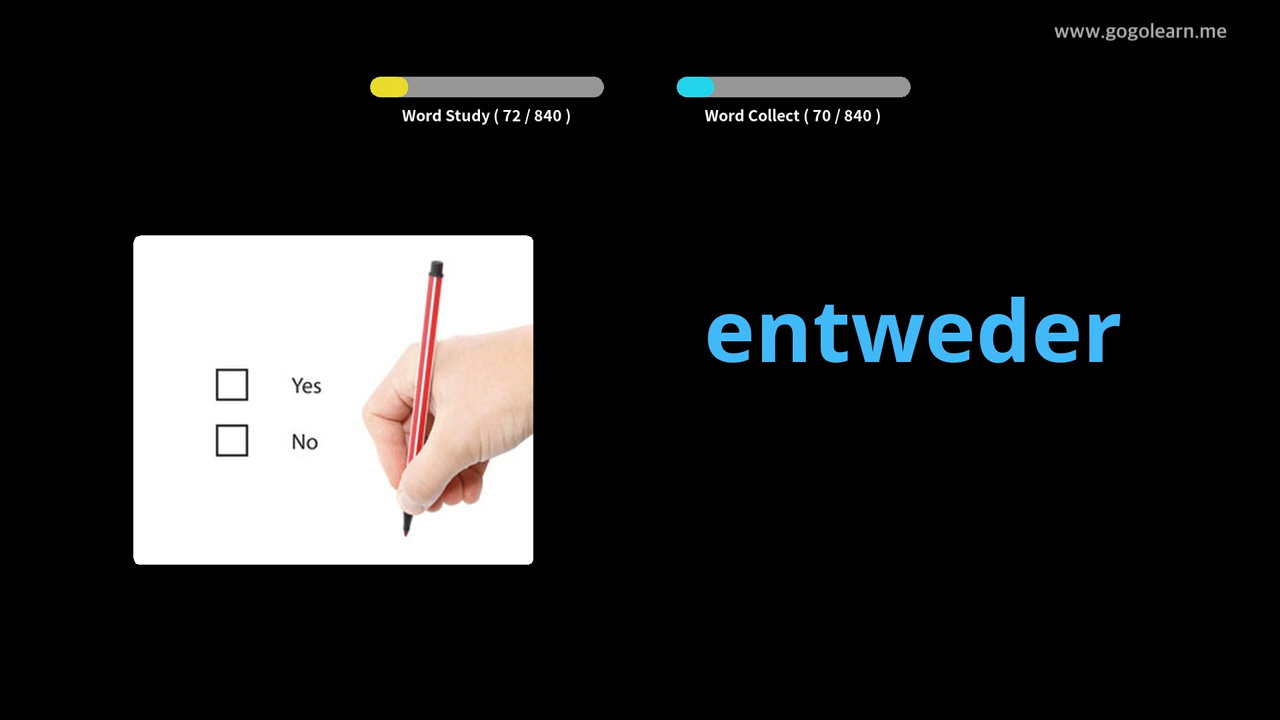 www.gogolearn.me
Word Study ( 72 / 840 )
Word Collect ( 70 / 840 )
entweder
Yes
No